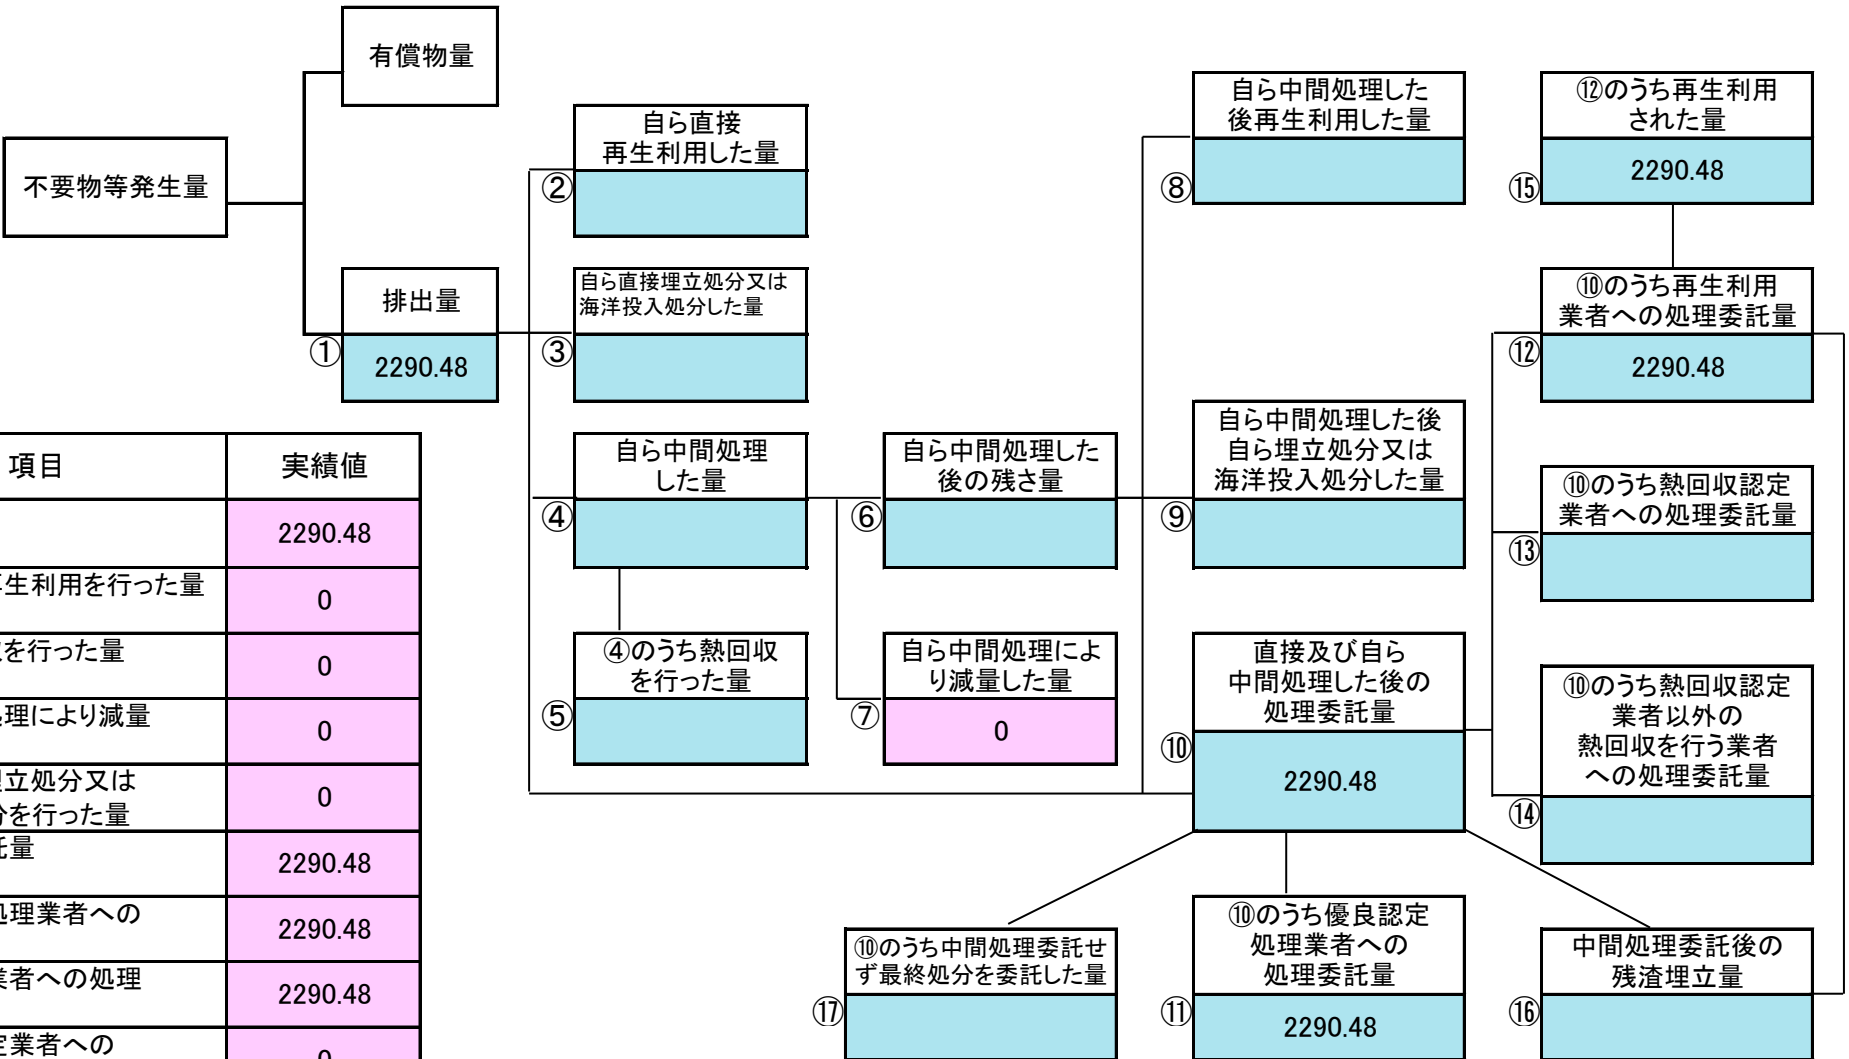 有償物量
不要物等発生量
排出量
①
2290.48
自ら直接
再生利用した量
②
自ら直接埋立処分又は
海洋投入処分した量
③
自ら中間処理
した量
④
④のうち熱回収
を行った量
⑤
自ら中間処理した
後の残さ量
⑥
自ら中間処理によ
り減量した量
⑦
0
自ら中間処理した
後再生利用した量
⑧
自ら中間処理した後
自ら埋立処分又は
海洋投入処分した量
⑨
直接及び自ら
中間処理した後の
処理委託量
⑩
2290.48
⑩のうち優良認定
処理業者への
処理委託量
⑪
2290.48
⑫のうち再生利用
された量
⑮
2290.48
⑩のうち再生利用
業者への処理委託量
⑫
2290.48
⑩のうち熱回収認定
業者への処理委託量
⑬
⑩のうち熱回収認定
業者以外の
熱回収を行う業者
への処理委託量
⑭
中間処理委託後の
残渣埋立量
⑯
⑩のうち中間処理委託せ
ず最終処分を委託した量
⑰
項目
実績値
2290.48
生利用を行った量
0
を行った量
0
理により減量
0
立処分又は
を行った量
0
託量
2290.48
処理業者への
2290.48
業者への処理
2290.48
定業者への
0